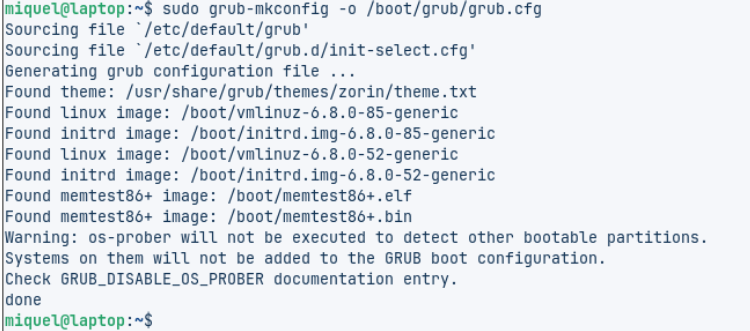 miquel@laptop:~$ sudo grub-mkconfig -o /boot/grub/grub.cfg
Sourcing file `/etc/default/grub'
Sourcing file `/etc/default/grub.d/init-select.cfg'
Generating grub configuration file ...
Found theme: /usr/share/grub/themes/zorin/theme.txt
Found linux image: /boot/vmlinuz-6.8.0-85-generic
Found initrd image: /boot/initrd.img-6.8.0-85-generic
Found linux image: /boot/vmlinuz-6.8.0-52-generic
Found initrd image: /boot/initrd.img-6.8.0-52-generic
Found memtest86+ image: /boot/memtest86+.elf
Found memtest86+ image: /boot/memtest86+.bin
Warning: os-prober will not be executed to detect other bootable partitions.
Systems on them will not be added to the GRUB boot configuration.
Check GRUB_DISABLE_OS_PROBER documentation entry.
done
miquel@laptop:~$